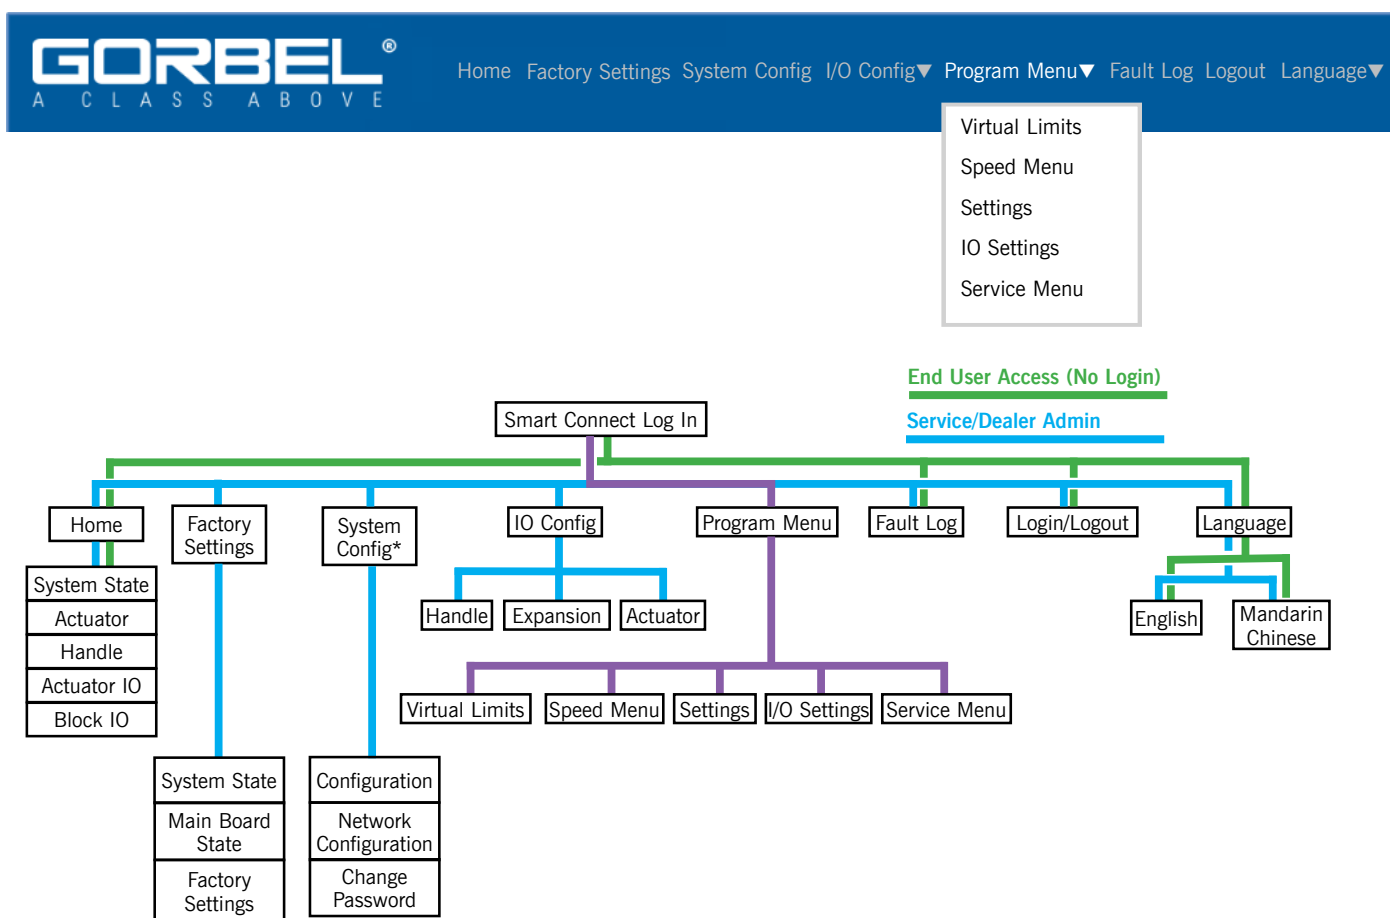 GORBEL®
A CLASS ABOVE
Home Factory Settings System Config I/O Config▼ Program Menu▼ Fault Log Logout Language▼
Virtual Limits
Speed Menu
Settings
IO Settings
Service Menu
End User Access (No Login)
Service/Dealer Admin
Smart Connect Log In
Home
Factory
Settings
System
Config*
IO Config
Program Menu
Fault Log
Login/Logout
Language
System State
Actuator
Handle
Actuator IO
Block IO
Handle
Expansion
Actuator
English
Mandarin
Chinese
Virtual Limits
Speed Menu
Settings
I/O Settings
Service Menu
System State
Main Board
State
Factory
Settings
Configuration
Network
Configuration
Change
Password